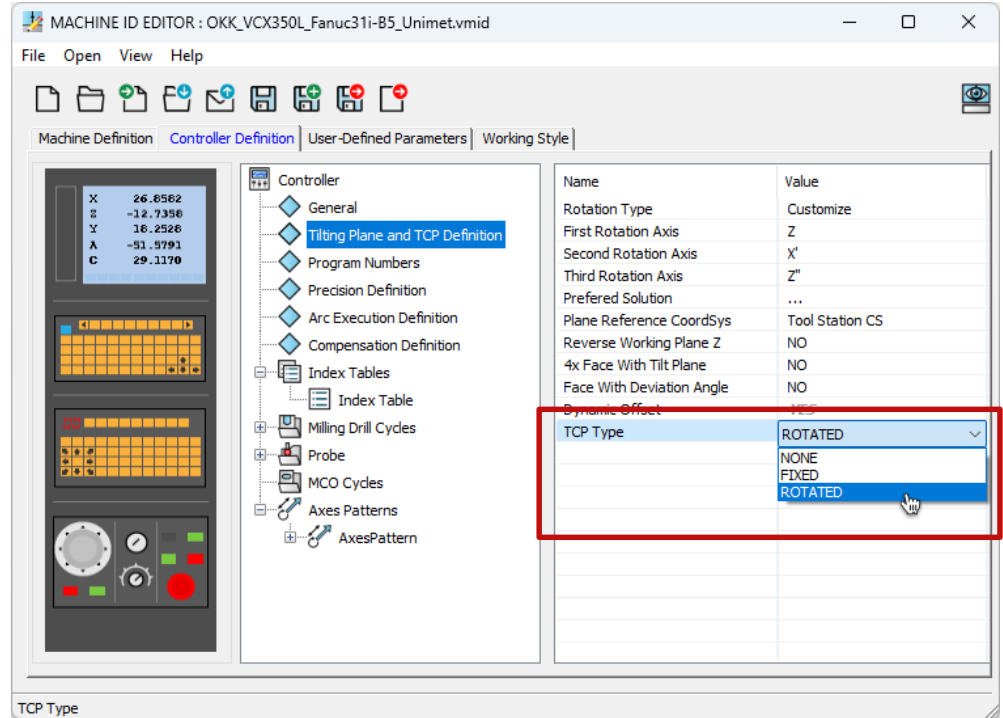 MACHINE ID EDITOR : OKK_VCX350L_Fanuc31i-B5_Unimet.vmid
File Open View Help
Machine Definition Controller Definition User-Defined Parameters Working Style
X 26.8582
Z -12.7358
Y 18.2528
A -51.5791
C 29.1170
Controller
General
Tilting Plane and TCP Definition
Program Numbers
Precision Definition
Arc Execution Definition
Compensation Definition
Index Tables
Index Table
Milling Drill Cycles
Probe
MCO Cycles
Axes Patterns
AxesPattern
Name Value
Rotation Type Customize
First Rotation Axis Z
Second Rotation Axis X'
Third Rotation Axis Z"
Prefered Solution ...
Plane Reference CoordSys Tool Station CS
Reverse Working Plane Z NO
4x Face With Tilt Plane NO
Face With Deviation Angle NO
Dynamic Offset YES
TCP Type ROTATED
NONE
FIXED
ROTATED
TCP Type